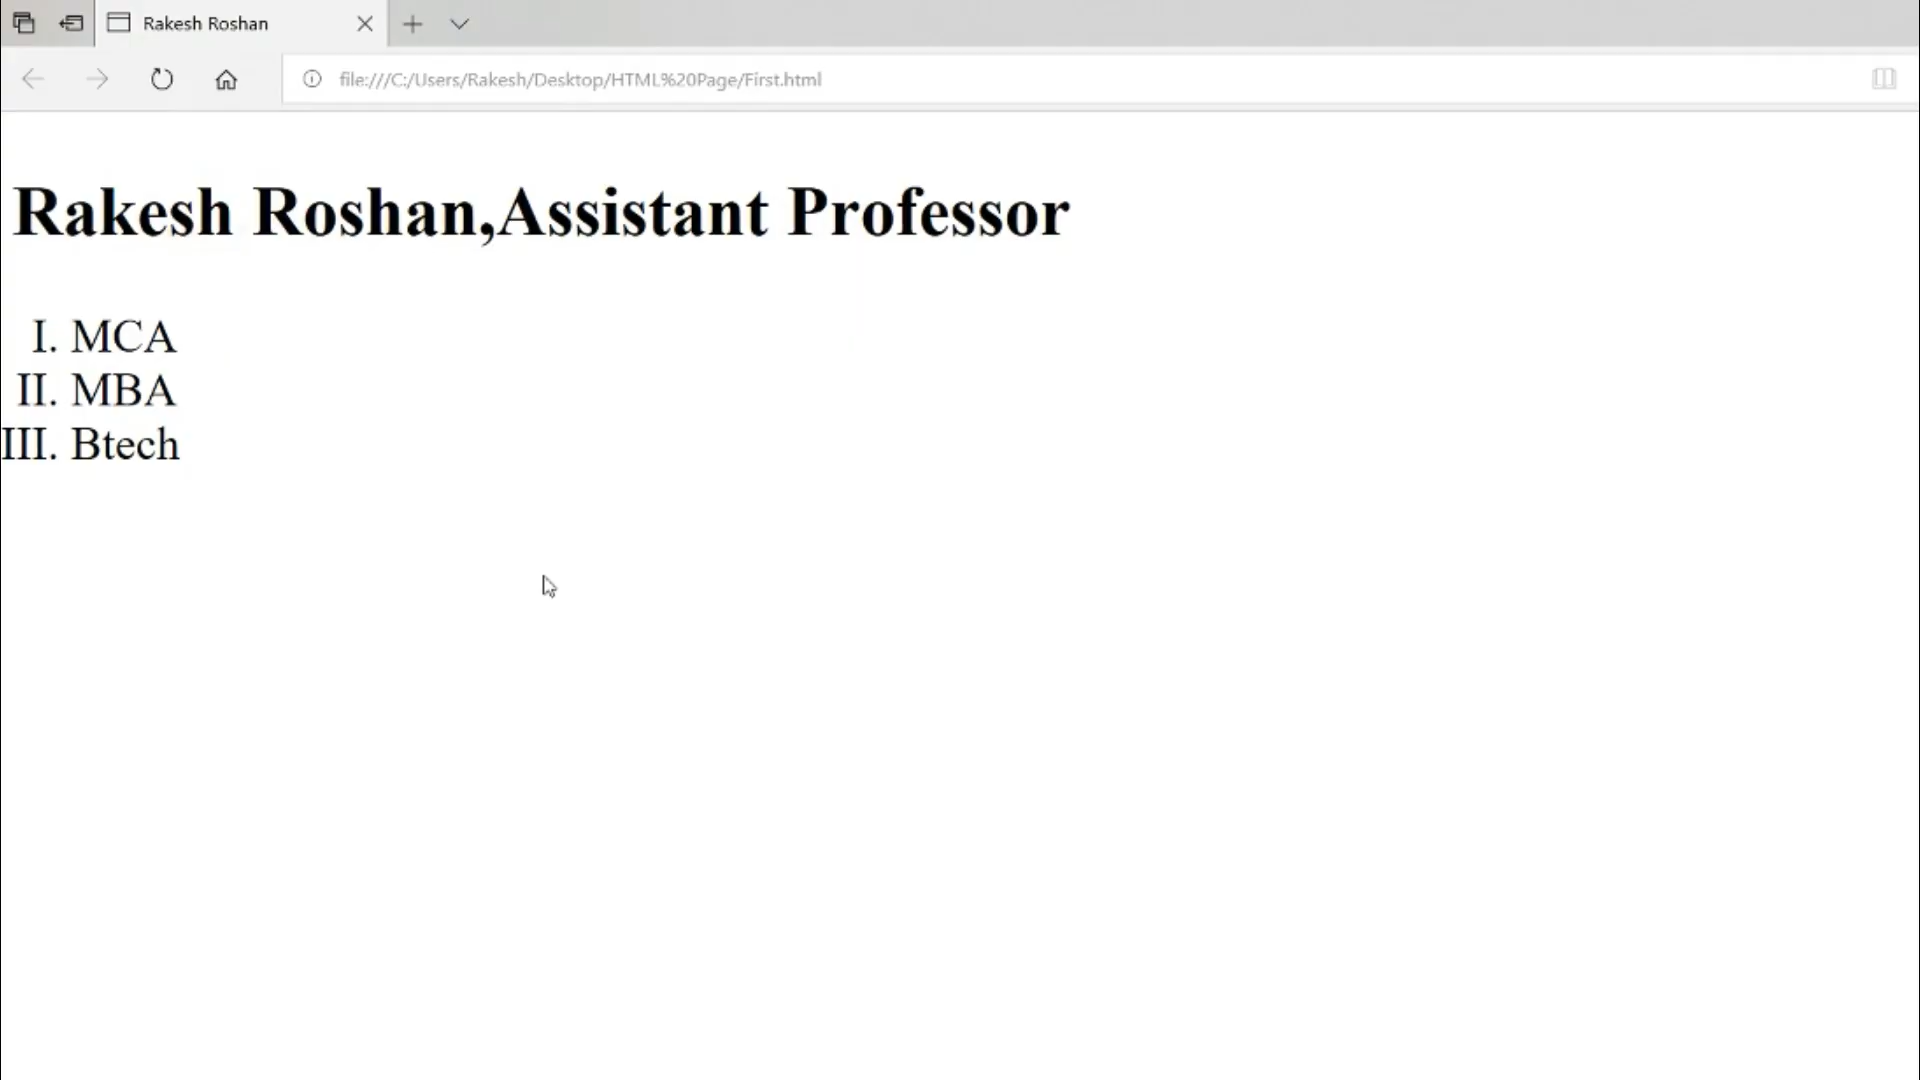 Rakesh Roshan
file:///C:/Users/Rakesh/Desktop/HTML%20Page/First.html
Rakesh Roshan,Assistant Professor
I. MCA
II. MBA
III. Btech